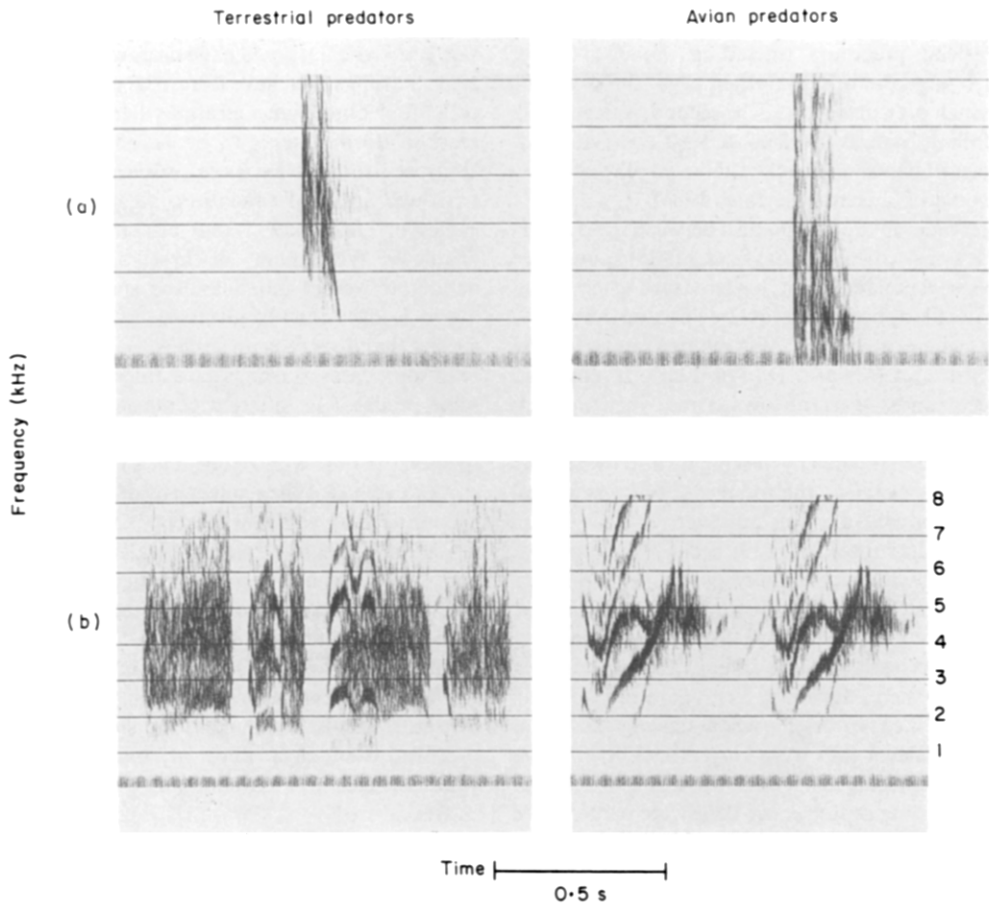 Terrestrial predators
Avian predators
(a)
Frequency (kHz)
8
7
6
5
(b)
4
3
2
1
Time
0·5 s